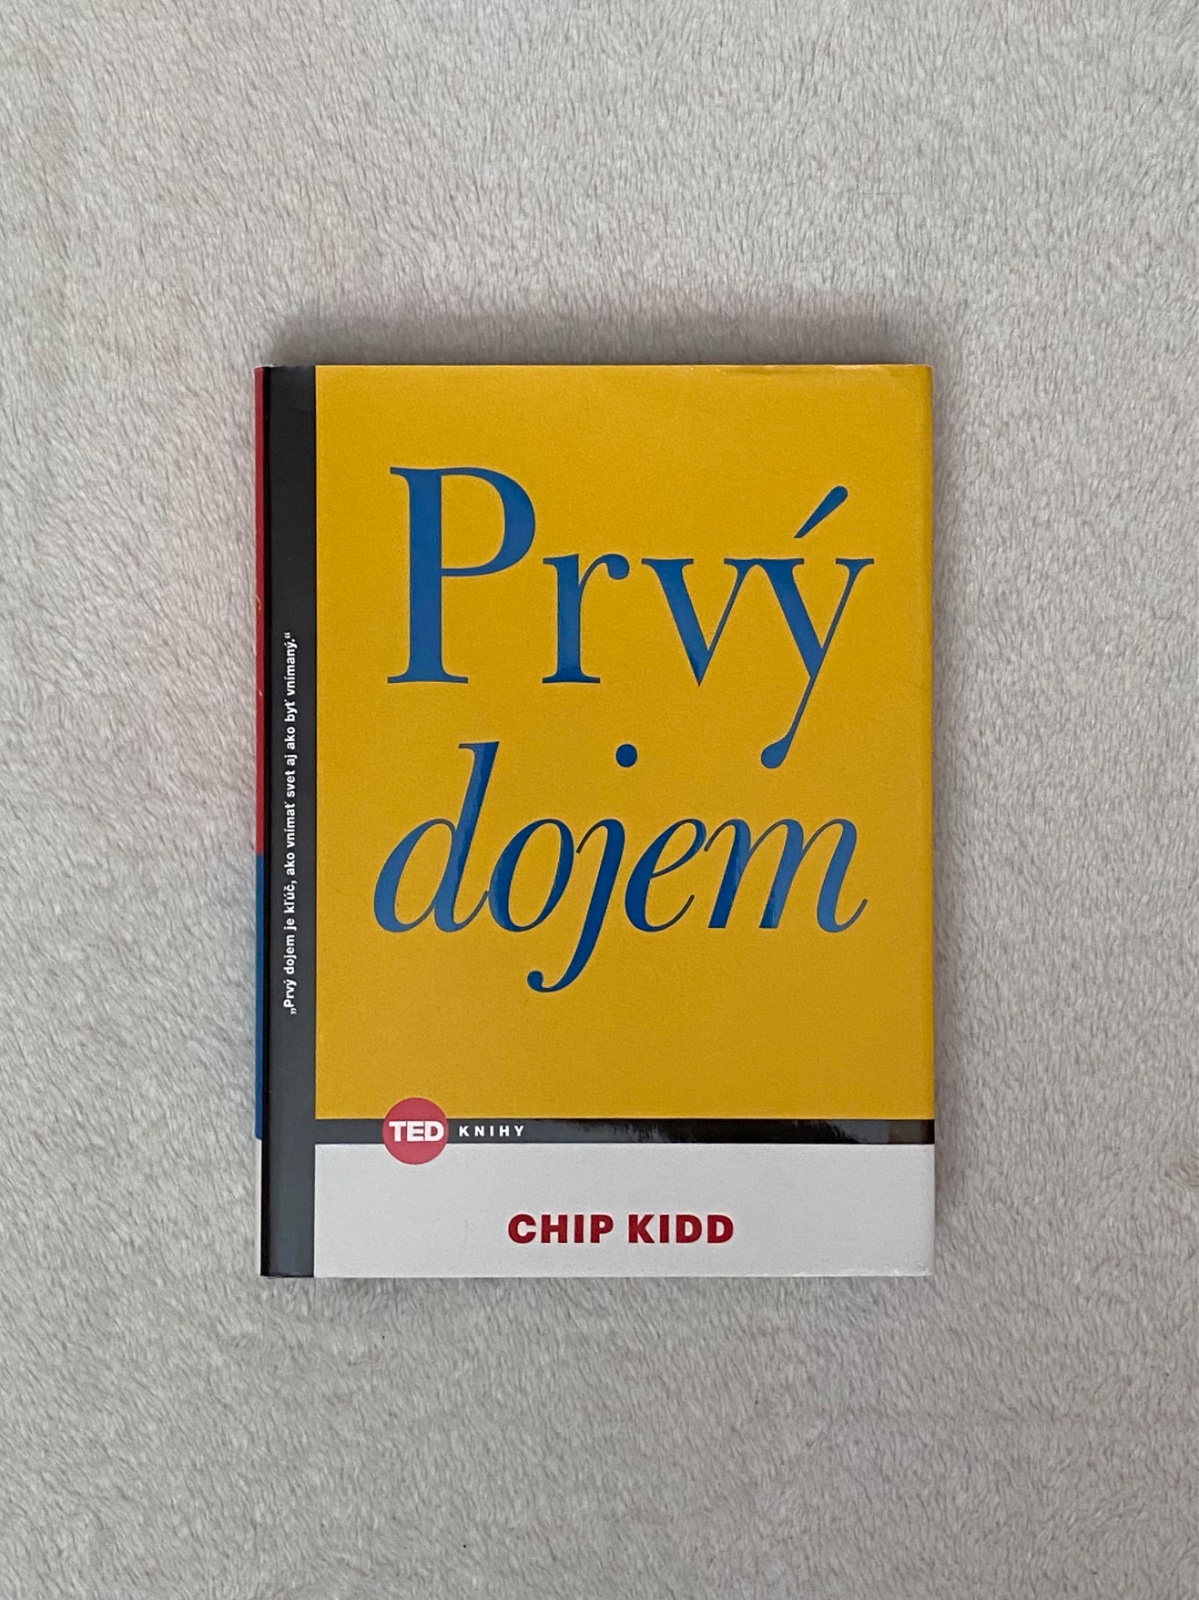 Prvý
dojem
„Prvý dojem je kľúč, ako vnímať svet aj ako byť vnímaný.“
TED KNIHY
CHIP KIDD